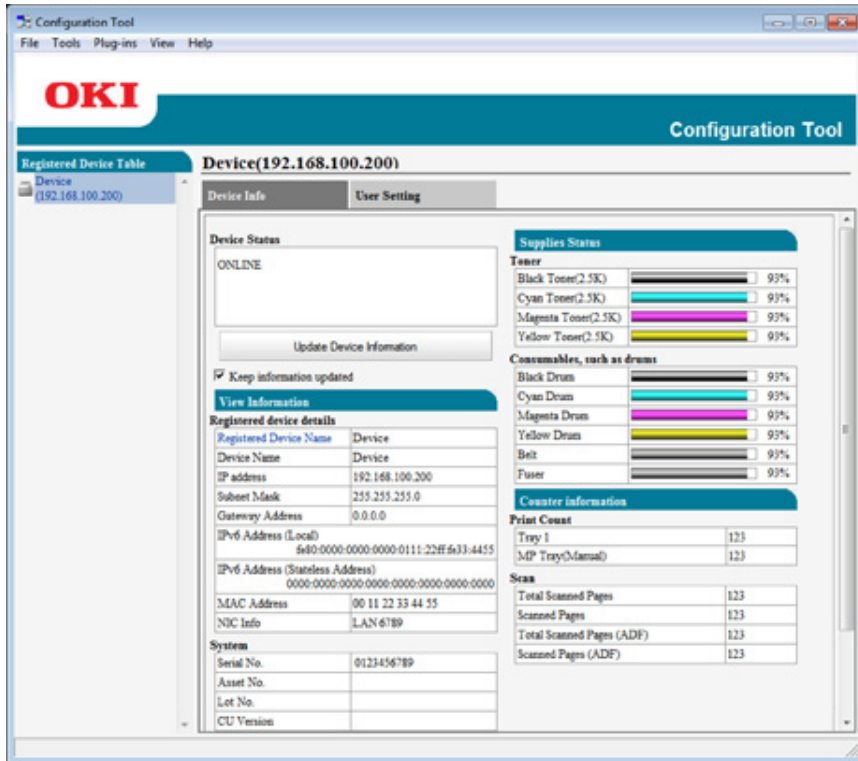 Configuration Tool
File Tools Plug-ins View Help
OKI
Configuration Tool
Registered Device Table
Device
(192.168.100.200)
Device(192.168.100.200)
Device Info User Setting
Device Status
ONLINE
Update Device Information
Keep information updated
View Information
Registered device details
Registered Device Name Device
Device Name Device
IP address 192.168.100.200
Subnet Mask 255.255.255.0
Gateway Address 0.0.0.0
IPv6 Address (Local)
fe80:0000:0000:0000:0111:22ff:fe33:4455
IPv6 Address (Stateless Address)
0000:0000:0000:0000:0000:0000:0000:0000
MAC Address 00 11 22 33 44 55
NIC Info LAN 6789
System
Serial No. 0123456789
Asset No.
Lot No.
CU Version
Supplies Status
Toner
Black Toner(2.5K) 93%
Cyan Toner(2.5K) 93%
Magenta Toner(2.5K) 93%
Yellow Toner(2.5K) 93%
Consumables, such as drums
Black Drum 93%
Cyan Drum 93%
Magenta Drum 93%
Yellow Drum 93%
Belt 93%
Fuser 93%
Counter information
Print Count
Tray 1 123
MP Tray(Manual) 123
Scan
Total Scanned Pages 123
Scanned Pages 123
Total Scanned Pages (ADF) 123
Scanned Pages (ADF) 123